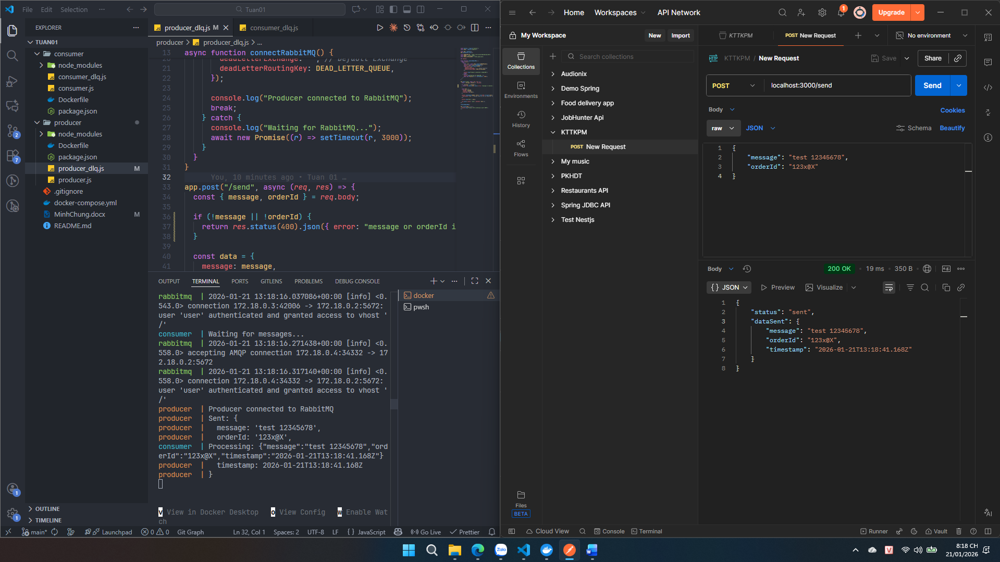 File Edit Selection ··· Tuan01
EXPLORER
TUAN01
consumer
node_modules
consumer_dlq.js
consumer.js
Dockerfile
package.json
producer
node_modules
Dockerfile
package.json
producer_dlq.js M
producer.js
.gitignore
docker-compose.yml
MinhChung.docx M
README.md
OUTLINE
TIMELINE
2
7
1
1
producer_dlq.js M consumer_dlq.js
producer > producer_dlq.js > ...
13 async function connectRabbitMQ() {
20 deadLetterExchange: "", // Default Exchange
21 deadLetterRoutingKey: DEAD_LETTER_QUEUE,
22 });
23
24 console.log("Producer connected to RabbitMQ");
25 break;
26 } catch {
27 console.log("Waiting for RabbitMQ...");
28 await new Promise((r) => setTimeout(r, 3000));
29 }
30 }
31 }
32 You, 10 minutes ago • Tuan 01 …
33 app.post("/send", async (req, res) => {
34 const { message, orderId } = req.body;
35
36 if (!message || !orderId) {
37 return res.status(400).json({ error: "message or orderId i
38 }
39
40 const data = {
41 message: message,
OUTPUT TERMINAL PORTS GITLENS PROBLEMS DEBUG CONSOLE
docker
pwsh
rabbitmq | 2026-01-21 13:18:16.037086+00:00 [info] <0.
543.0> connection 172.18.0.3:42006 -> 172.18.0.2:5672:
user 'user' authenticated and granted access to vhost '
/'
consumer | Waiting for messages...
rabbitmq | 2026-01-21 13:18:16.271438+00:00 [info] <0.
558.0> accepting AMQP connection 172.18.0.4:34332 -> 17
2.18.0.2:5672
rabbitmq | 2026-01-21 13:18:16.317140+00:00 [info] <0.
558.0> connection 172.18.0.4:34332 -> 172.18.0.2:5672:
user 'user' authenticated and granted access to vhost '
/'
producer | Producer connected to RabbitMQ
producer | Sent: {
producer | message: 'test 12345678',
producer | orderId: '123x@X',
consumer | Processing: {"message":"test 12345678","ord
erId":"123x@X","timestamp":"2026-01-21T13:18:41.168Z"}
producer | timestamp: 2026-01-21T13:18:41.168Z
producer | }
v View in Docker Desktop o View Config w Enable Wat
ch
main* Launchpad 0 0 Git Graph Ln 32, Col 1 Spaces: 2 UTF-8 LF { } JavaScript Go Live Prettier
Home Workspaces API Network 1 Upgrade
My Workspace New Import
KTTKPM POST New Request No environment
Collections
Environments
History
Flows
Files
BETA
Search collections
Audionix
Demo Spring
Food delivery app
JobHunter Api
KTTKPM
POST New Request
My music
PKHDT
Restaurants API
Spring JDBC API
Test Nestjs
HTTP KTTKPM / New Request Save Share
POST localhost:3000/send Send
Body Cookies
raw JSON Schema Beautify
1 {
2 "message": "test 12345678",
3 "orderId": "123x@X"
4 }
Body 200 OK • 19 ms • 350 B • e.g.
{} JSON Preview Visualize
1 {
2 "status": "sent",
3 "dataSent": {
4 "message": "test 12345678",
5 "orderId": "123x@X",
6 "timestamp": "2026-01-21T13:18:41.168Z"
7 }
8 }
AI
Cloud View Console Terminal Runner Vault
Zalo V 8:18 CH
21/01/2026